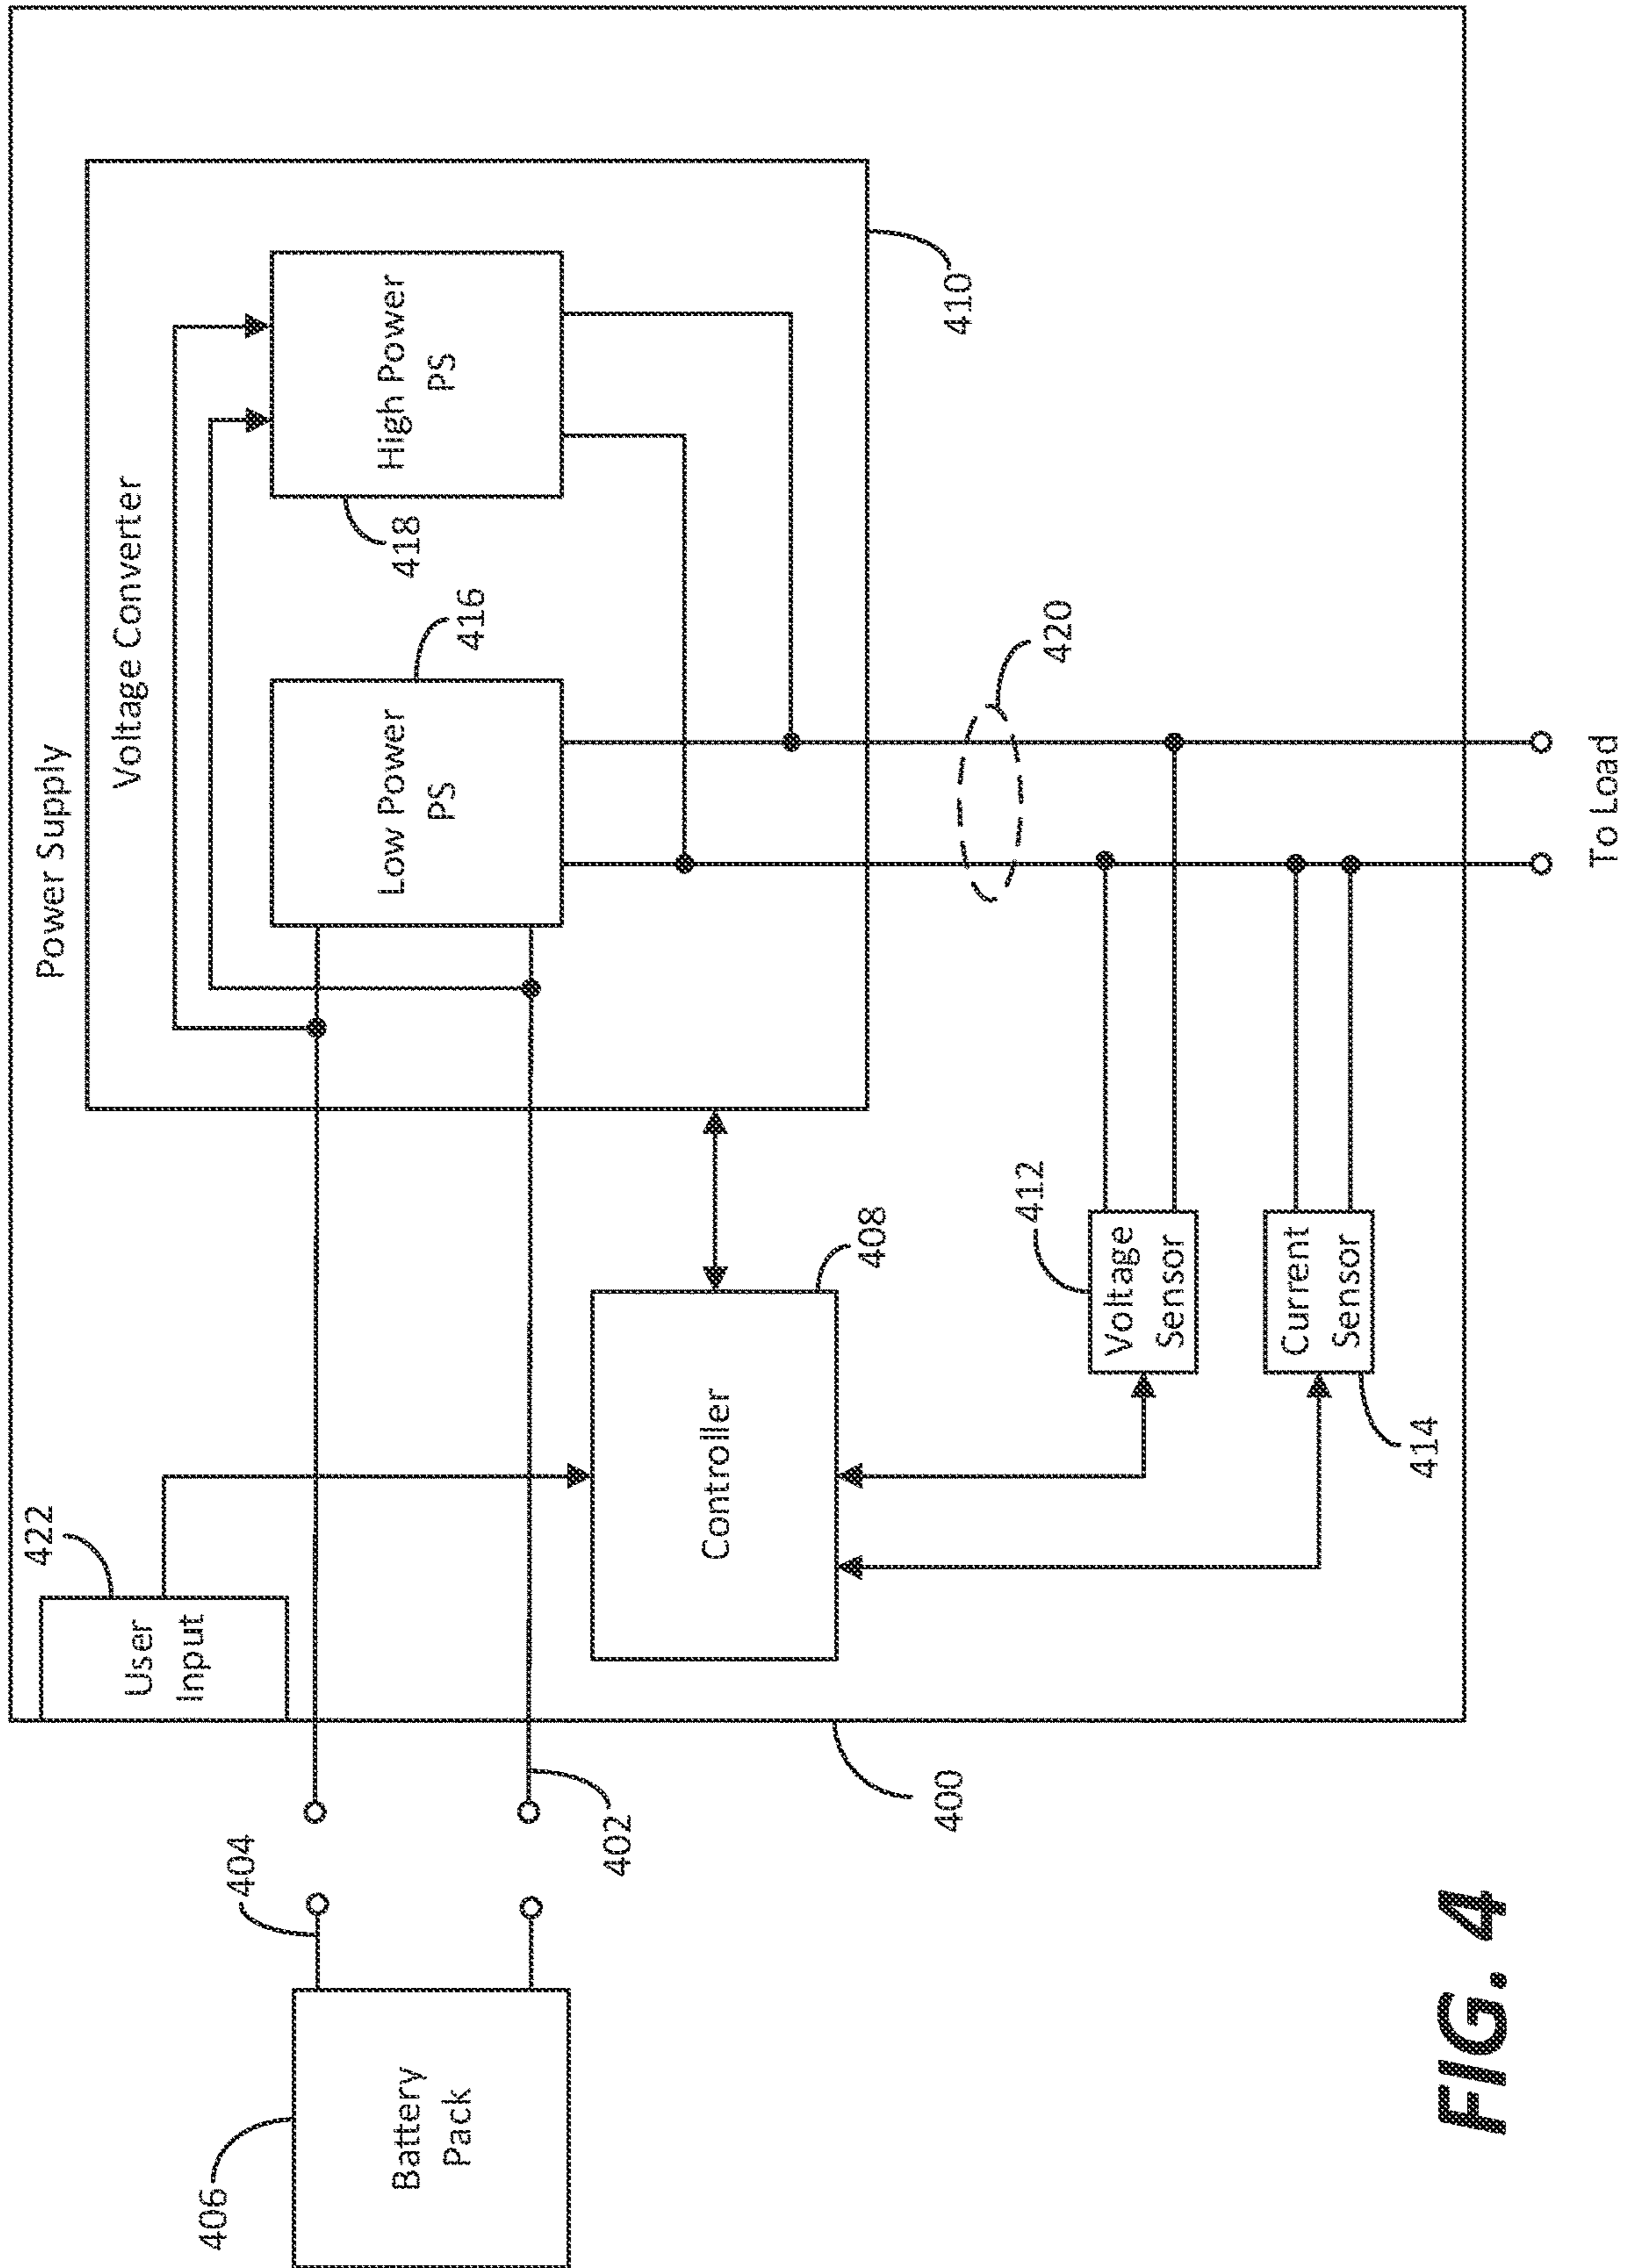 Power Supply
422
User
Input
Voltage Converter
404
406
Battery
Pack
402
400
Low Power
PS
416
High Power
PS
418
410
Controller
408
420
412
Voltage
Sensor
Current
Sensor
414
To Load
FIG. 4